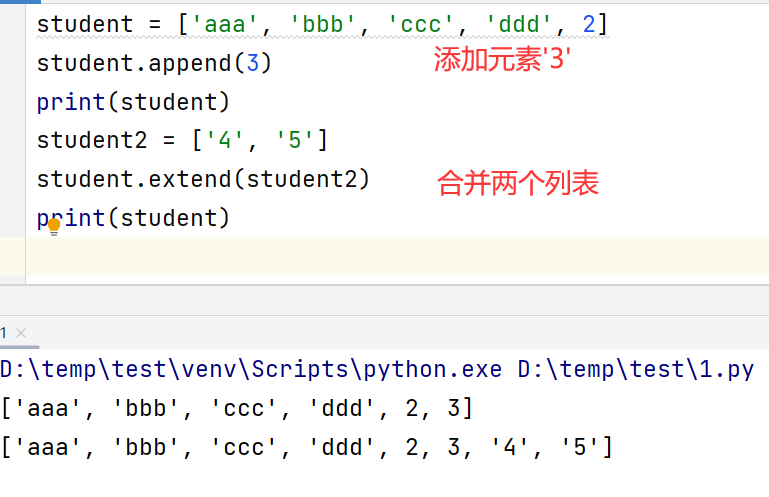 student = ['aaa', 'bbb', 'ccc', 'ddd', 2]
student.append(3)
添加元素'3'
print(student)
student2 = ['4', '5']
student.extend(student2)
合并两个列表
print(student)
1 ×
D:\temp\test\venv\Scripts\python.exe D:\temp\test\1.py
['aaa', 'bbb', 'ccc', 'ddd', 2, 3]
['aaa', 'bbb', 'ccc', 'ddd', 2, 3, '4', '5']